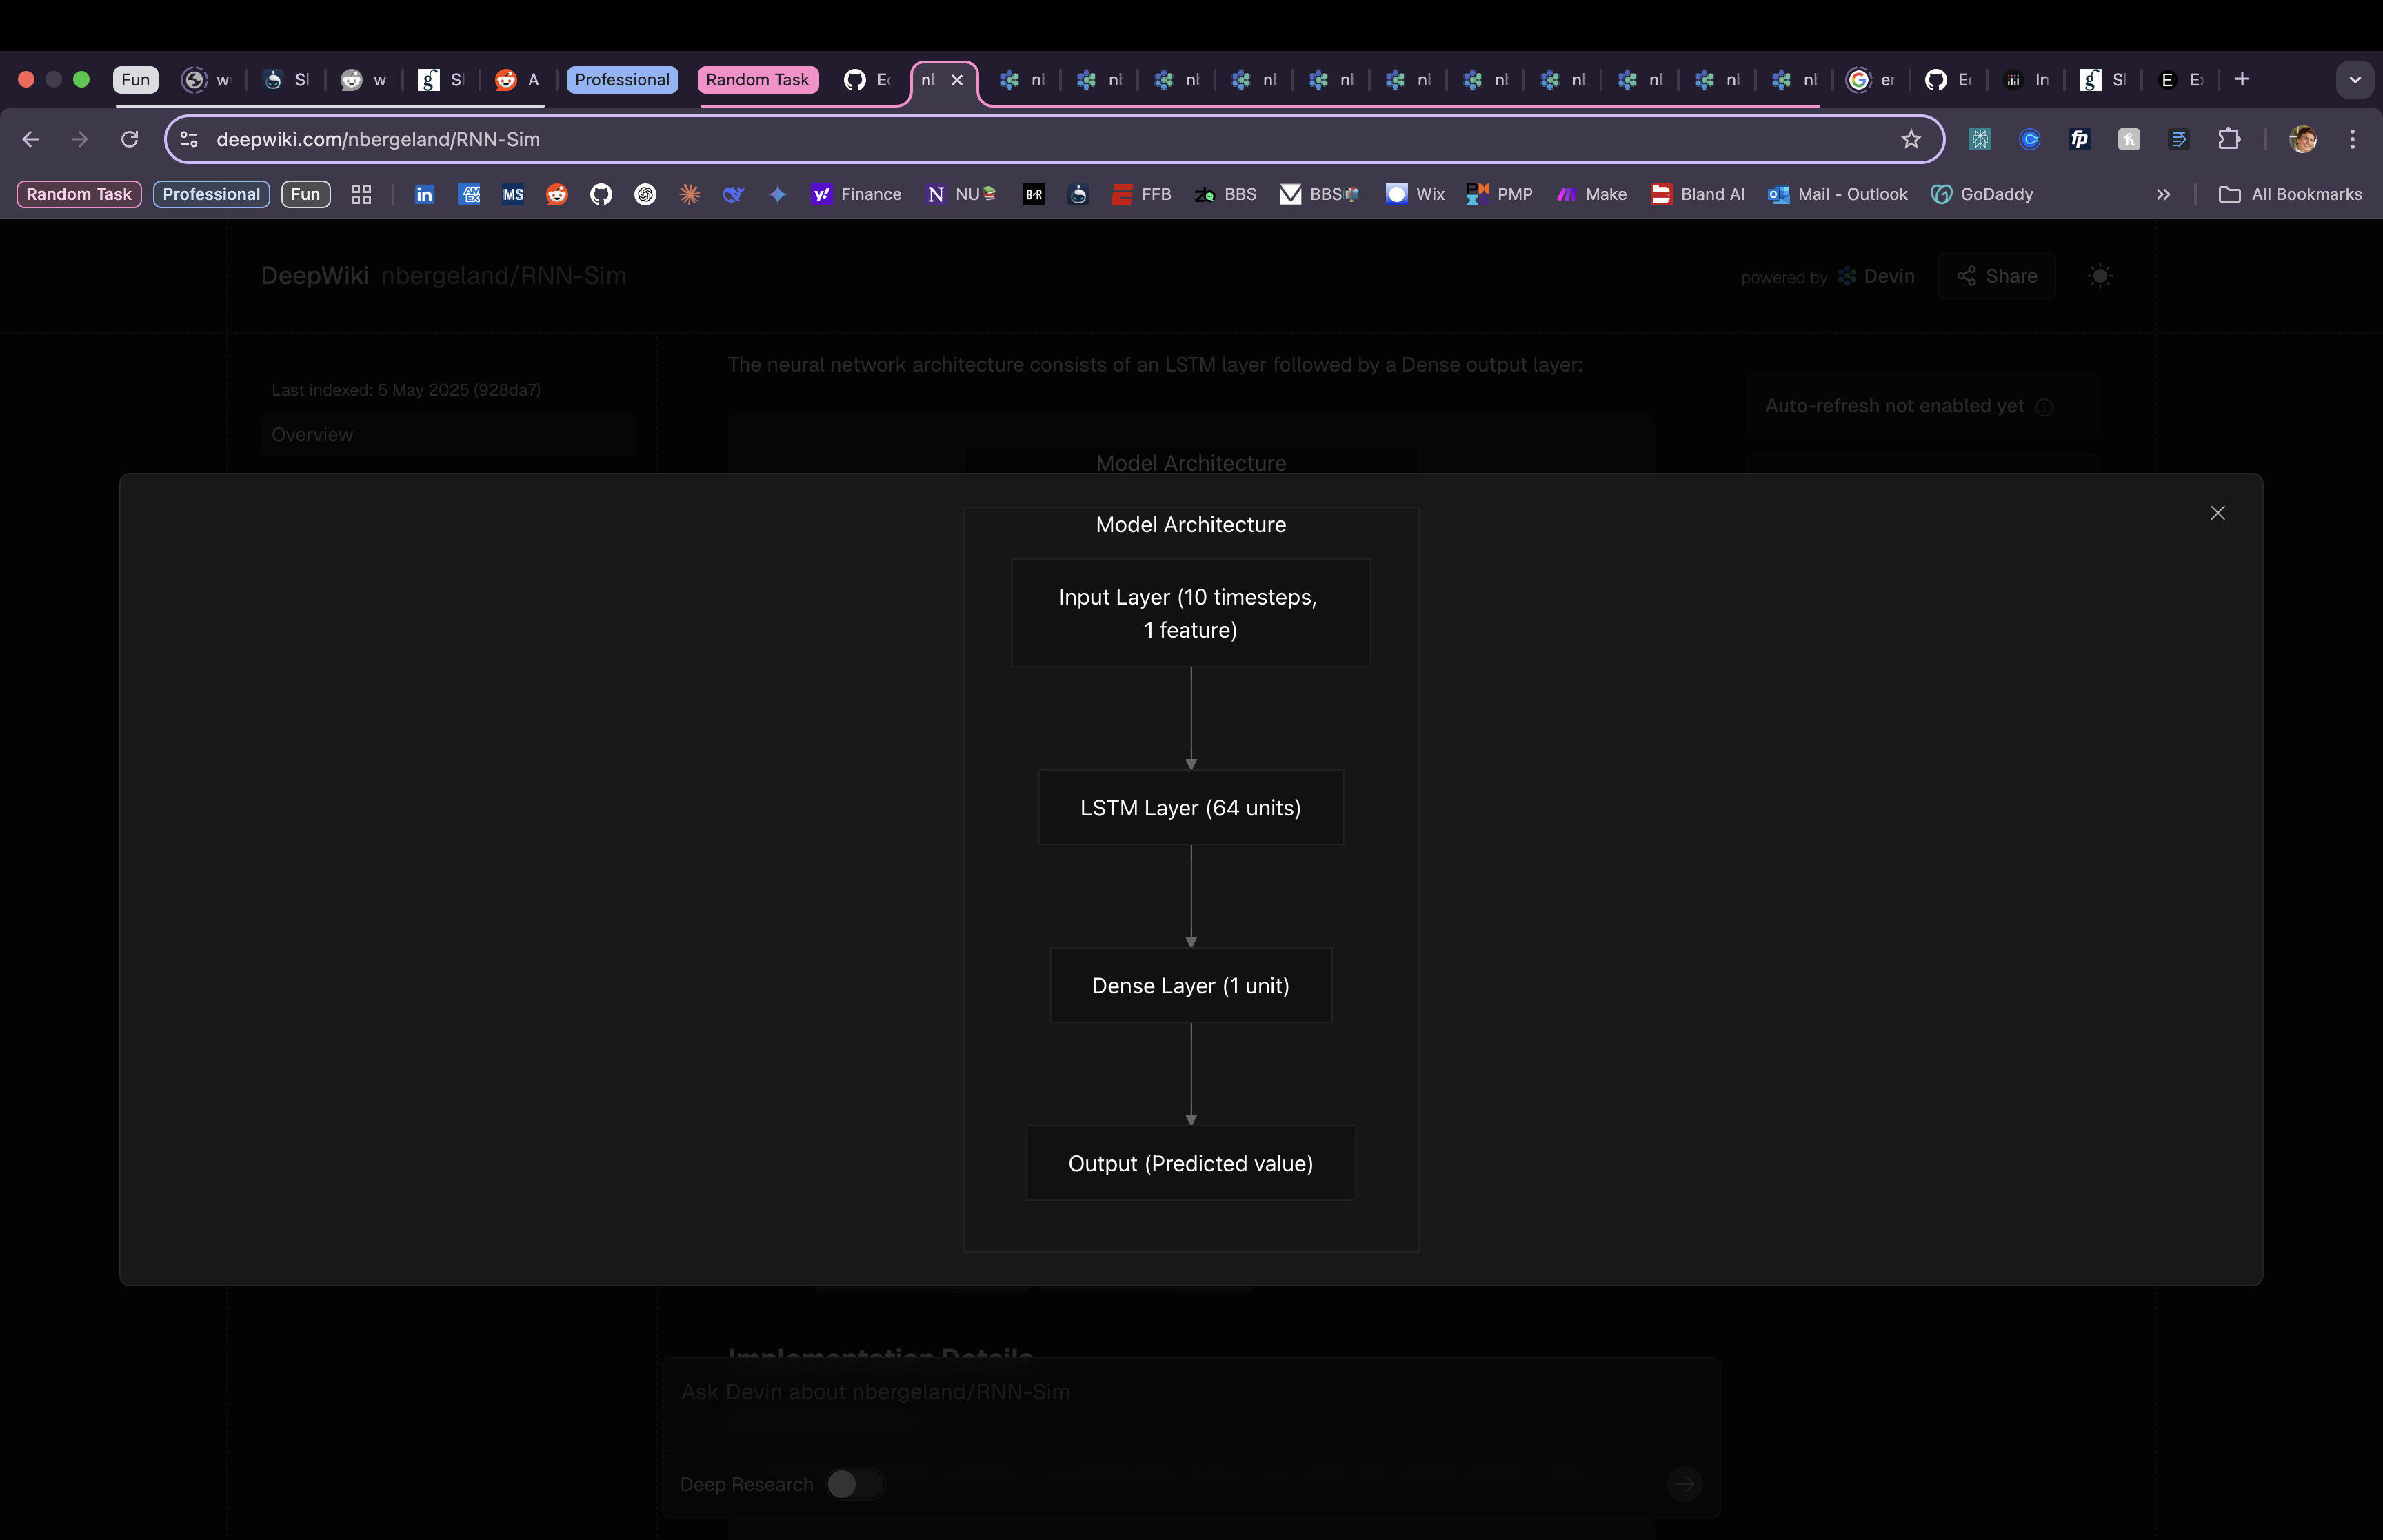 Fun
w
Sl
w
Sl
A
Professional
Random Task
nl
nl
nl
nl
nl
nl
nl
nl
nl
nl
nl
nl
In
Sl
deepwiki.com/nbergeland/RNN-Sim
Random Task Professional Fun in AM EX MS Finance N NU B/R FFB BBS BBS Wix PMP Make Bland AI Mail - Outlook GoDaddy All Bookmarks
DeepWiki nbergeland/RNN-Sim
powered by Devin Share
The neural network architecture consists of an LSTM layer followed by a Dense output layer:
Last indexed: 5 May 2025 (928da7)
Auto-refresh not enabled yet
Overview
Model Architecture
Model Architecture
Input Layer (10 timesteps,
1 feature)
LSTM Layer (64 units)
Dense Layer (1 unit)
Output (Predicted value)
Implementation Details
Ask Devin about nbergeland/RNN-Sim
Deep Research